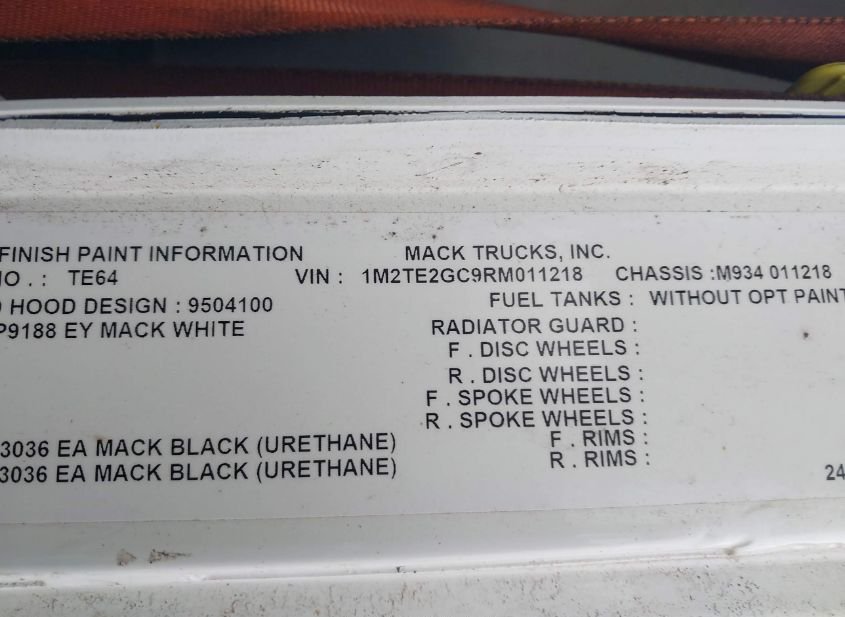 FINISH PAINT INFORMATION MACK TRUCKS, INC.
NO . : TE64 VIN : 1M2TE2GC9RM011218 CHASSIS :M934 011218
HOOD DESIGN : 9504100 FUEL TANKS : WITHOUT OPT PAINT
P9188 EY MACK WHITE RADIATOR GUARD :
F . DISC WHEELS :
R . DISC WHEELS :
F . SPOKE WHEELS :
R . SPOKE WHEELS :
3036 EA MACK BLACK (URETHANE) F . RIMS :
3036 EA MACK BLACK (URETHANE) R . RIMS :
24